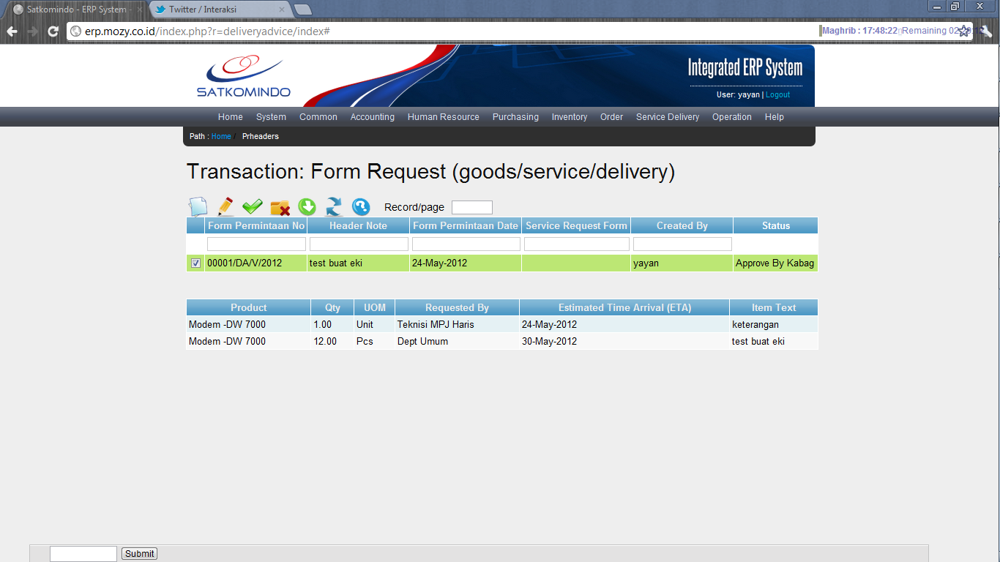 Satkomindo - ERP System -
Twitter / Interaksi
erp.mozy.co.id/index.php?r=deliveryadvice/index#
Maghrib : 17:48:22 Remaining
SATKOMINDO
Integrated ERP System
User: yayan | Logout
Home System Common Accounting Human Resource Purchasing Inventory Order Service Delivery Operation Help
Path : Home / Prheaders
Transaction: Form Request (goods/service/delivery)
Record/page
Form Permintaan No Header Note Form Permintaan Date Service Request Form Created By Status
00001/DA/V/2012 test buat eki 24-May-2012 yayan Approve By Kabag
Product Qty UOM Requested By Estimated Time Arrival (ETA) Item Text
Modem -DW 7000 1.00 Unit Teknisi MPJ Haris 24-May-2012 keterangan
Modem -DW 7000 12.00 Pcs Dept Umum 30-May-2012 test buat eki
Submit